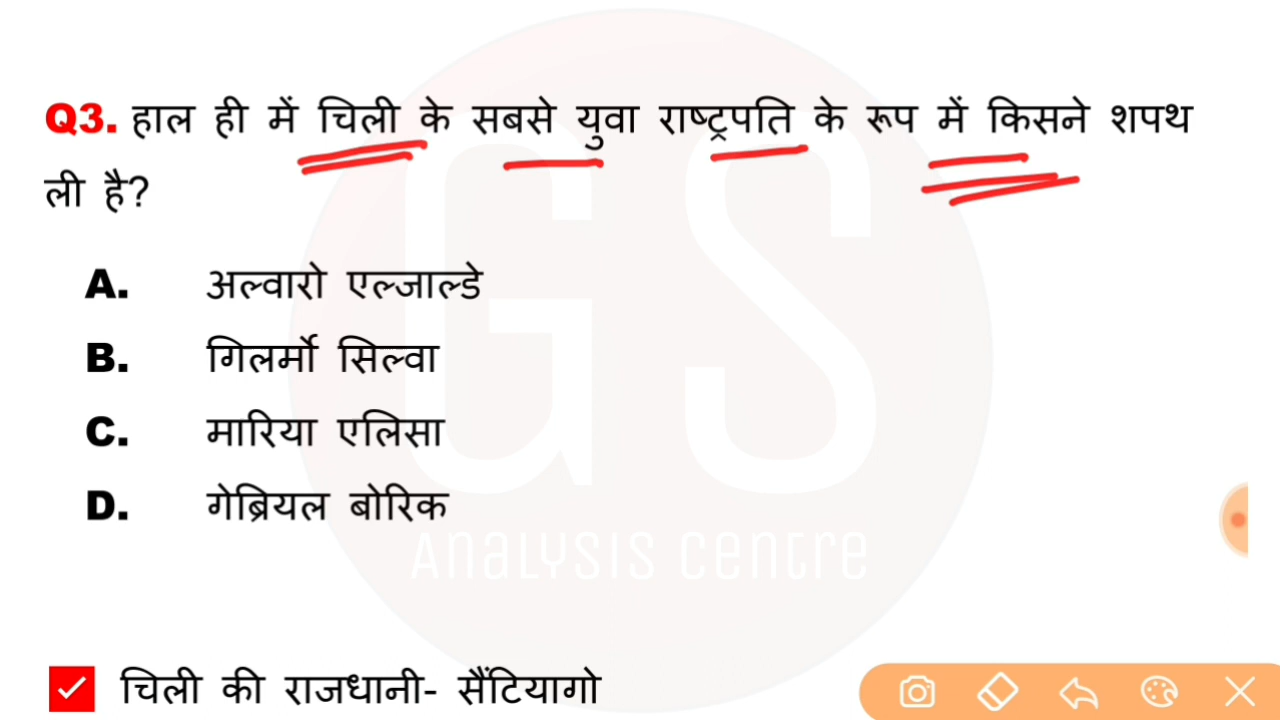 Q3. हाल ही में चिली के सबसे युवा राष्ट्रपति के रूप में किसने शपथ
ली है?
A. अल्वारो एल्जाल्डे
B. गिलर्मो सिल्वा
C. मारिया एलिसा
D. गेब्रियल बोरिक
GS
Analysis Centre
चिली की राजधानी- सैंटियागो